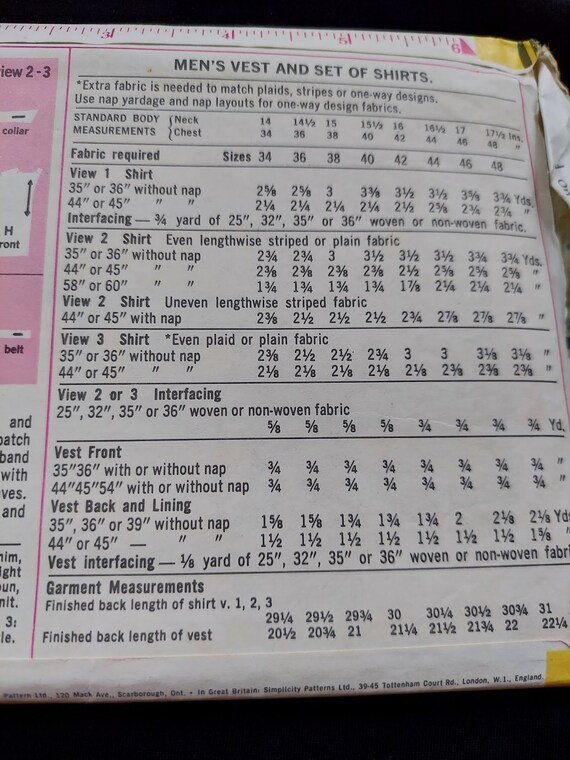 3 4 5 6
MEN'S VEST AND SET OF SHIRTS.
*Extra fabric is needed to match plaids, stripes or one-way designs.
Use nap yardage and nap layouts for one-way design fabrics.
STANDARD BODY { Neck 14 14½ 15 15½ 16 16½ 17 17½ Ins.
MEASUREMENTS { Chest 34 36 38 40 42 44 46 48 "
Fabric required Sizes 34 36 38 40 42 44 46 48
View 1 Shirt
35" or 36" without nap 2⅝ 2⅝ 3 3⅜ 3½ 3½ 3⅝ 3¾ Yds.
44" or 45" " " 2¼ 2¼ 2¼ 2¼ 2½ 2⅝ 2¾ 2¾ "
Interfacing — ¾ yard of 25", 32", 35" or 36" woven or non-woven fabric.
View 2 Shirt Even lengthwise striped or plain fabric
35" or 36" without nap 2¾ 2¾ 3 3½ 3½ 3½ 3¾ 3¾ Yds.
44" or 45" " " 2⅜ 2⅜ 2⅜ 2⅜ 2½ 2⅝ 2⅝ 2⅝ "
58" or 60" " " 1¾ 1¾ 1¾ 1¾ 1⅞ 2¼ 2¼ 2¼ "
View 2 Shirt Uneven lengthwise striped fabric
44" or 45" with nap 2⅜ 2½ 2½ 2½ 2¾ 2⅞ 2⅞ 2⅞ "
View 3 Shirt *Even plaid or plain fabric
35" or 36" without nap 2⅜ 2½ 2½ 2¾ 3 3 3⅛ 3⅛ "
44" or 45" " " 2⅛ 2⅛ 2⅛ 2⅛ 2⅛ 2⅜ 2⅜ 2⅜ "
View 2 or 3 Interfacing
25", 32", 35" or 36" woven or non-woven fabric
⅝ ⅝ ⅝ ⅝ ¾ ¾ ¾ ¾ Yd.
Vest Front
35"36" with or without nap ¾ ¾ ¾ ¾ ¾ ¾ ¾ ¾ "
44"45"54" with or without nap ¾ ¾ ¾ ¾ ¾ ¾ ¾ ¾ "
Vest Back and Lining
35", 36" or 39" without nap 1⅝ 1⅝ 1¾ 1¾ 1¾ 2 2⅛ 2⅛ Yds
44" or 45" — " " 1½ 1½ 1½ 1½ 1½ 1½ 1½ 1⅝ "
Vest interfacing — ⅛ yard of 25", 32", 35" or 36" woven or non-woven fabri
Garment Measurements
Finished back length of shirt v. 1, 2, 3
29¼ 29½ 29¾ 30 30¼ 30½ 30¾ 31
Finished back length of vest 20½ 20¾ 21 21¼ 21½ 21¾ 22 22¼
Pattern Ltd., 120 Mack Ave., Scarborough, Ont. • In Great Britain: Simplicity Patterns Ltd., 39-45 Tottenham Court Rd., London, W.1., England.
iew 2-3
collar
H
ront
belt
and
patch
band
with
ves.
and
nim,
ight
oun,
nit.
3:
le.